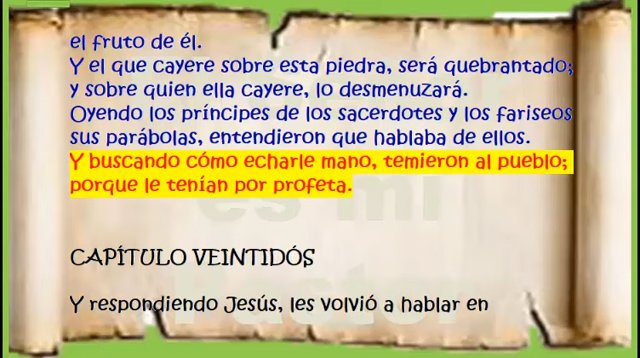 el fruto de él.
Y el que cayere sobre esta piedra, será quebrantado;
y sobre quien ella cayere, lo desmenuzará.
Oyendo los príncipes de los sacerdotes y los fariseos
sus parábolas, entendieron que hablaba de ellos.
Y buscando cómo echarle mano, temieron al pueblo;
porque le tenían por profeta.
es mi
CAPÍTULO VEINTIDÓS
Y respondiendo Jesús, les volvió a hablar en